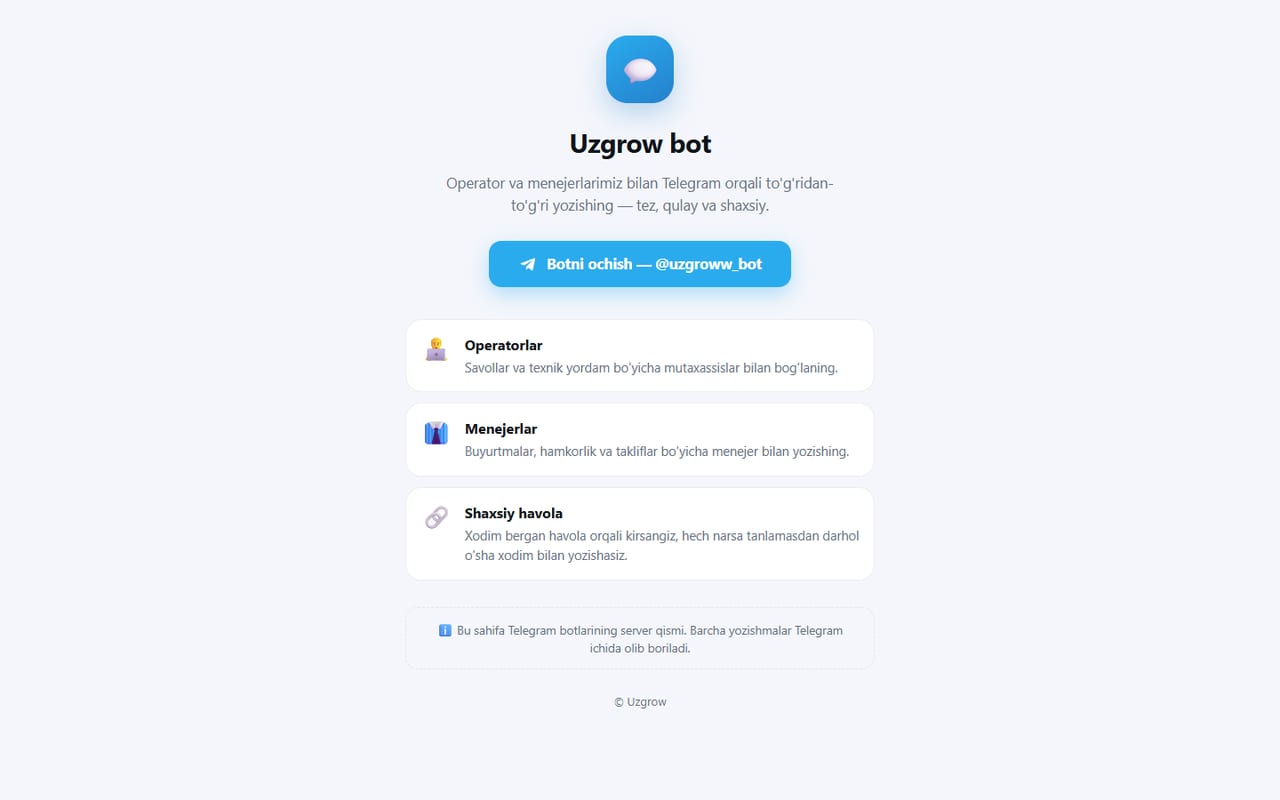 Uzgrow bot
Operator va menejerlarimiz bilan Telegram orqali to'g'ridan-
to'g'ri yozishing — tez, qulay va shaxsiy.
Botni ochish — @uzgroww_bot
Operatorlar
Savollar va texnik yordam bo'yicha mutaxassislar bilan bog'laning.
Menejerlar
Buyurtmalar, hamkorlik va takliflar bo'yicha menejer bilan yozishing.
Shaxsiy havola
Xodim bergan havola orqali kirsangiz, hech narsa tanlamasdan darhol
o'sha xodim bilan yozishasiz.
ℹ️ Bu sahifa Telegram botlarining server qismi. Barcha yozishmalar Telegram
ichida olib boriladi.
© Uzgrow